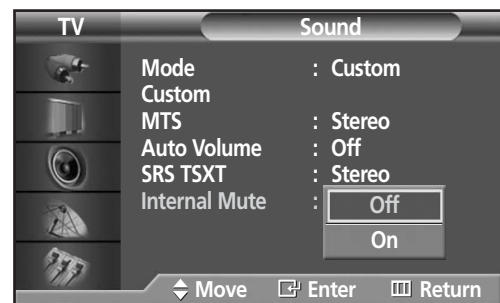 TV Sound
Mode : Custom
Custom
MTS : Stereo
Auto Volume : Off
SRS TSXT : Stereo
Internal Mute : Off
On
Move Enter Return